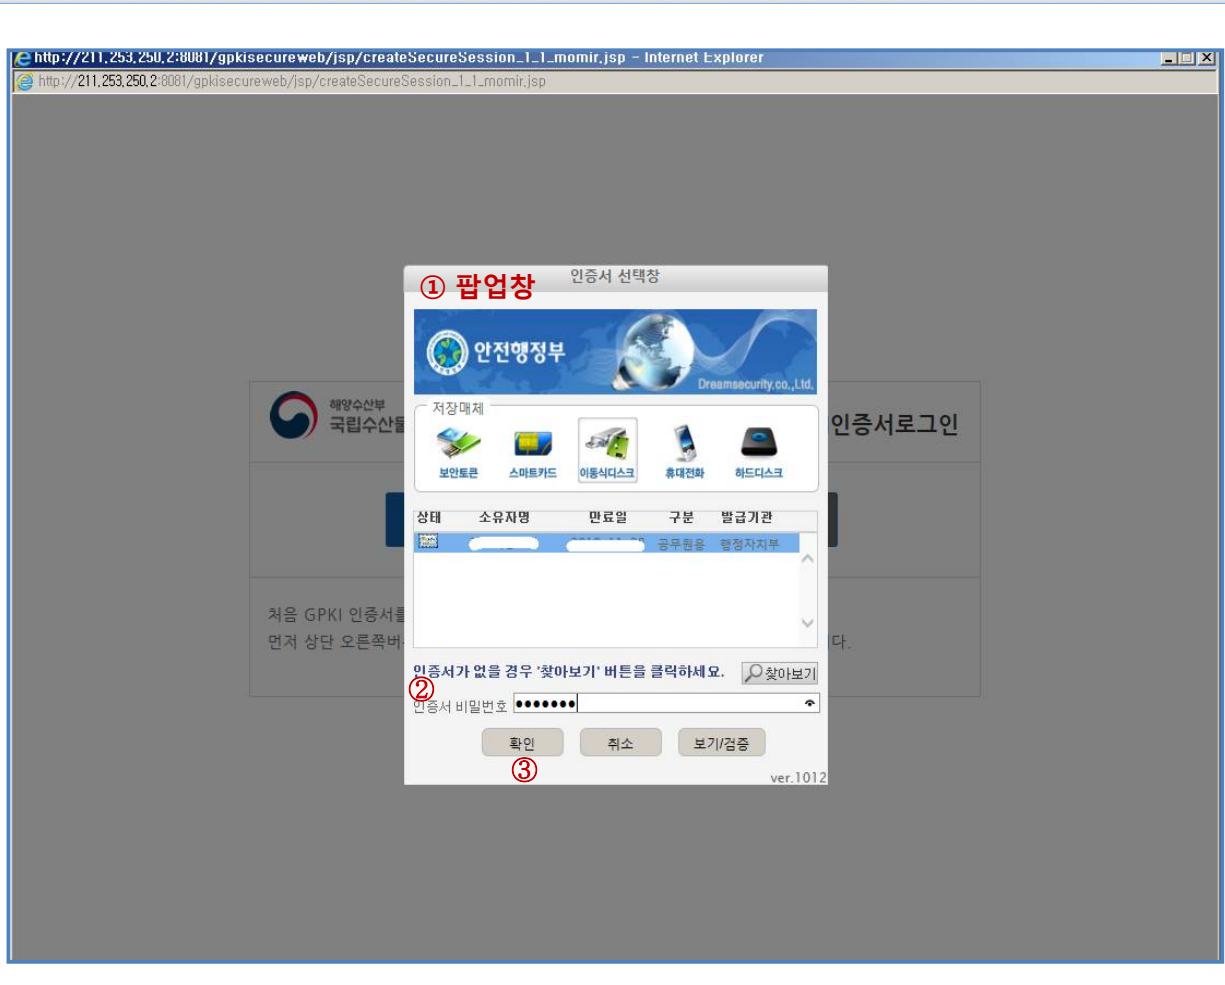 http://211.253.250.2:8081/gpkisecureweb/jsp/createSecureSession_1_1_momir.jsp - Internet Explorer
http://211.253.250.2:8081/gpkisecureweb/jsp/createSecureSession_1_1_momir.jsp
① 팝업창
인증서 선택창
안전행정부
Dreamsecurity.co.,Ltd.
해양수산부
국립수산물
인증서로그인
저장매체
보안토큰 스마트카드 이동식디스크 휴대전화 하드디스크
상태 소유자명 만료일 구분 발급기관
공무원용 행정자치부
처음 GPKI 인증서를
먼저 상단 오른쪽버
다.
인증서가 없을 경우 '찾아보기' 버튼을 클릭하세요. 찾아보기
②
인증서 비밀번호 ●●●●●●●
확인 취소 보기/검증
③
ver.1012